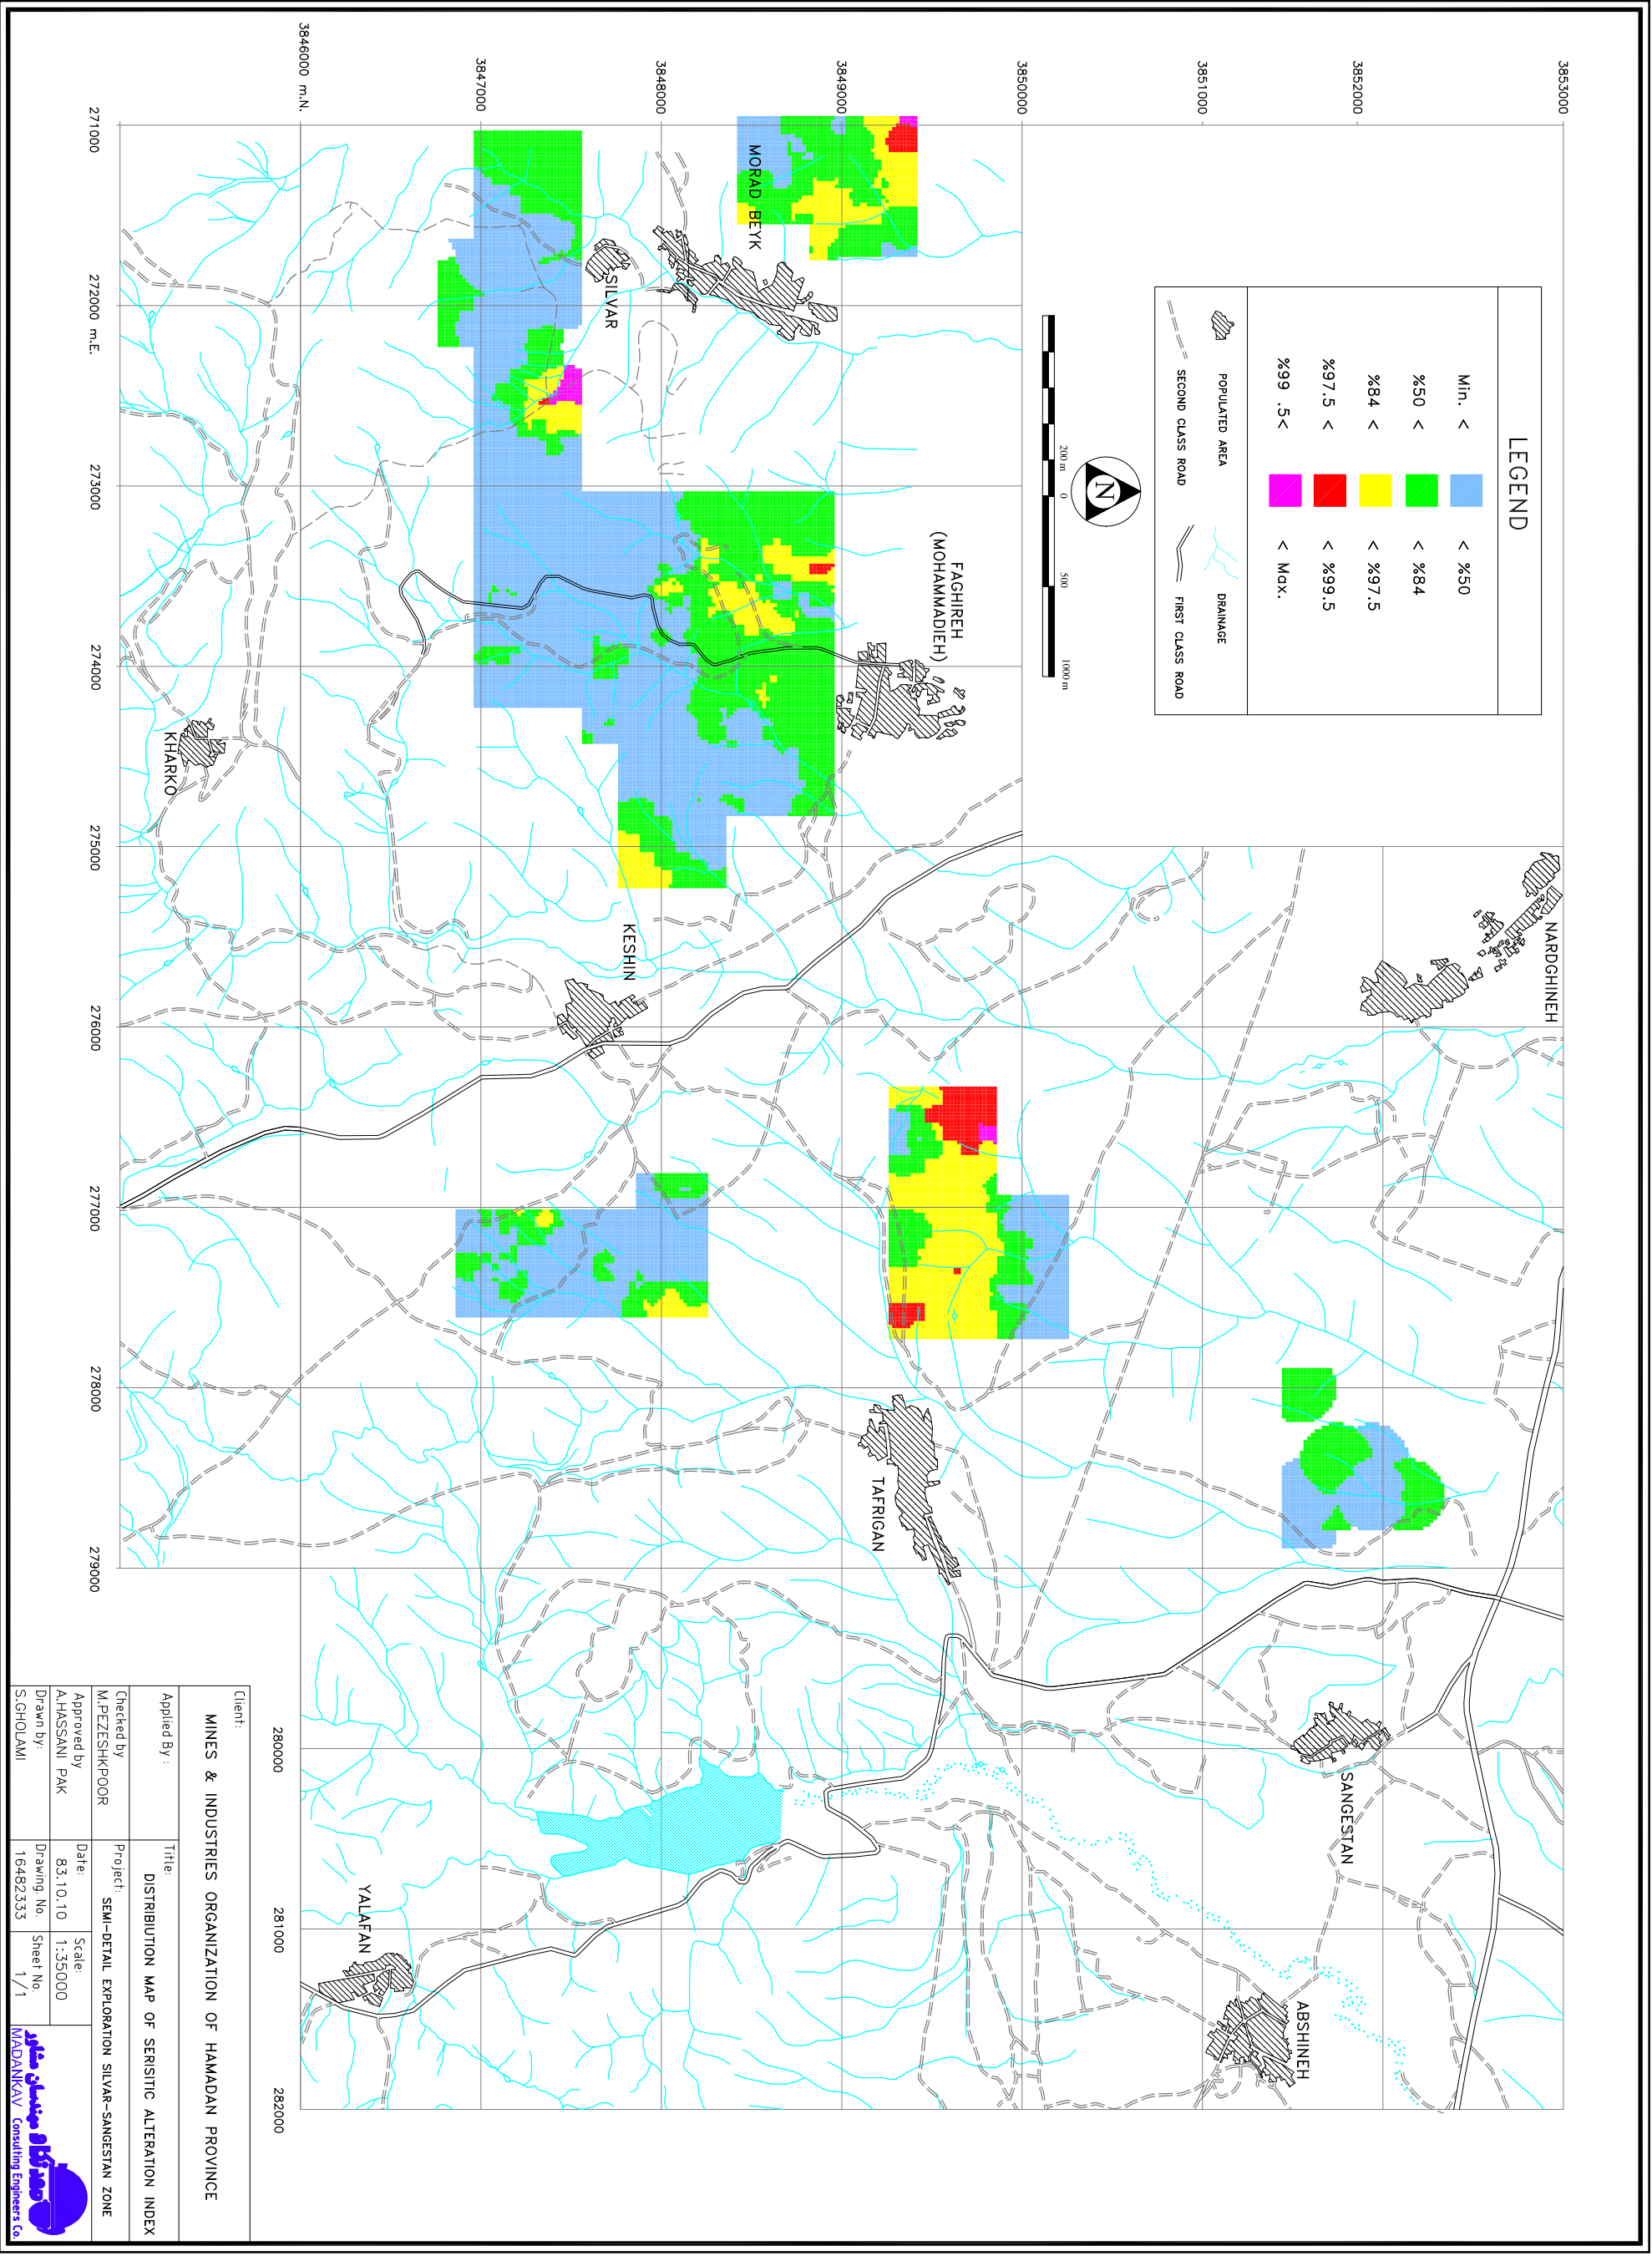 3853000
3852000
3851000
3850000
3849000
3848000
3847000
3846000 m.N.
271000
272000 m.E.
273000
274000
275000
276000
277000
278000
279000
280000
281000
282000
LEGEND
Min. < < %50
%50 < < %84
%84 < < %97.5
%97.5 < < %99.5
%99 .5< < Max.
POPULATED AREA
DRAINAGE
SECOND CLASS ROAD
FIRST CLASS ROAD
N
200 m 0 500 1000 m
NARDGHINEH
FAGHIREH
(MOHAMMADIEH)
MORAD BEYK
SILVAR
KHARKO
KESHIN
TAFRIGAN
SANGESTAN
ABSHINEH
YALAFAN
Client:
MINES & INDUSTRIES ORGANIZATION OF HAMADAN PROVINCE
Applied By :
Title:
DISTRIBUTION MAP OF SERISITIC ALTERATION INDEX
Checked by
M.PEZESHKPOOR
Project:
SEMI-DETAIL EXPLORATION SILVAR-SANGESTAN ZONE
Approved by
A.HASSANI PAK
Date:
83.10.10
Scale:
1:35000
Drawn by:
S.GHOLAMI
Drawing. No.
16482333
Sheet No.
1/1
MADANKAV Consulting Engineers Co.